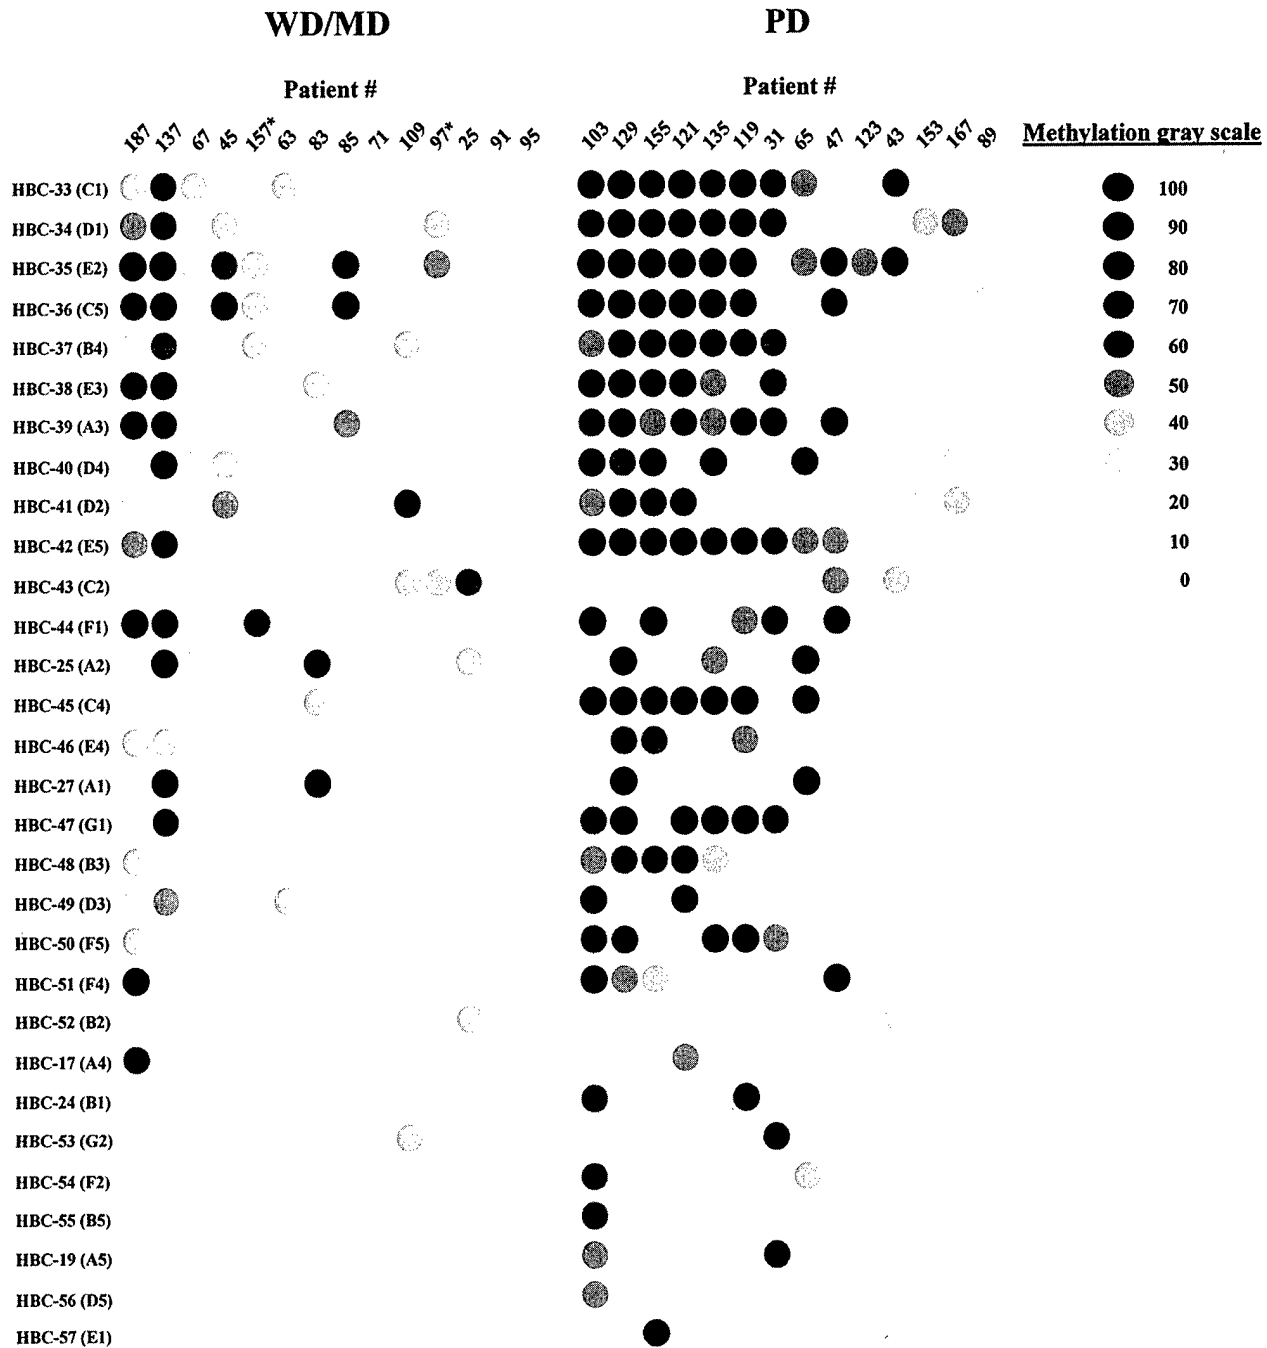 WD/MD PD
Patient # Patient #
187 137 67 45 157* 63 83 85 71 109 97* 25 91 95 103 129 155 121 135 119 31 65 47 123 43 153 167 89
Methylation gray scale
HBC-33 (C1) 100
HBC-34 (D1) 90
HBC-35 (E2) 80
HBC-36 (C5) 70
HBC-37 (B4) 60
HBC-38 (E3) 50
HBC-39 (A3) 40
HBC-40 (D4) 30
HBC-41 (D2) 20
HBC-42 (E5) 10
HBC-43 (C2) 0
HBC-44 (F1)
HBC-25 (A2)
HBC-45 (C4)
HBC-46 (E4)
HBC-27 (A1)
HBC-47 (G1)
HBC-48 (B3)
HBC-49 (D3)
HBC-50 (F5)
HBC-51 (F4)
HBC-52 (B2)
HBC-17 (A4)
HBC-24 (B1)
HBC-53 (G2)
HBC-54 (F2)
HBC-55 (B5)
HBC-19 (A5)
HBC-56 (D5)
HBC-57 (E1)